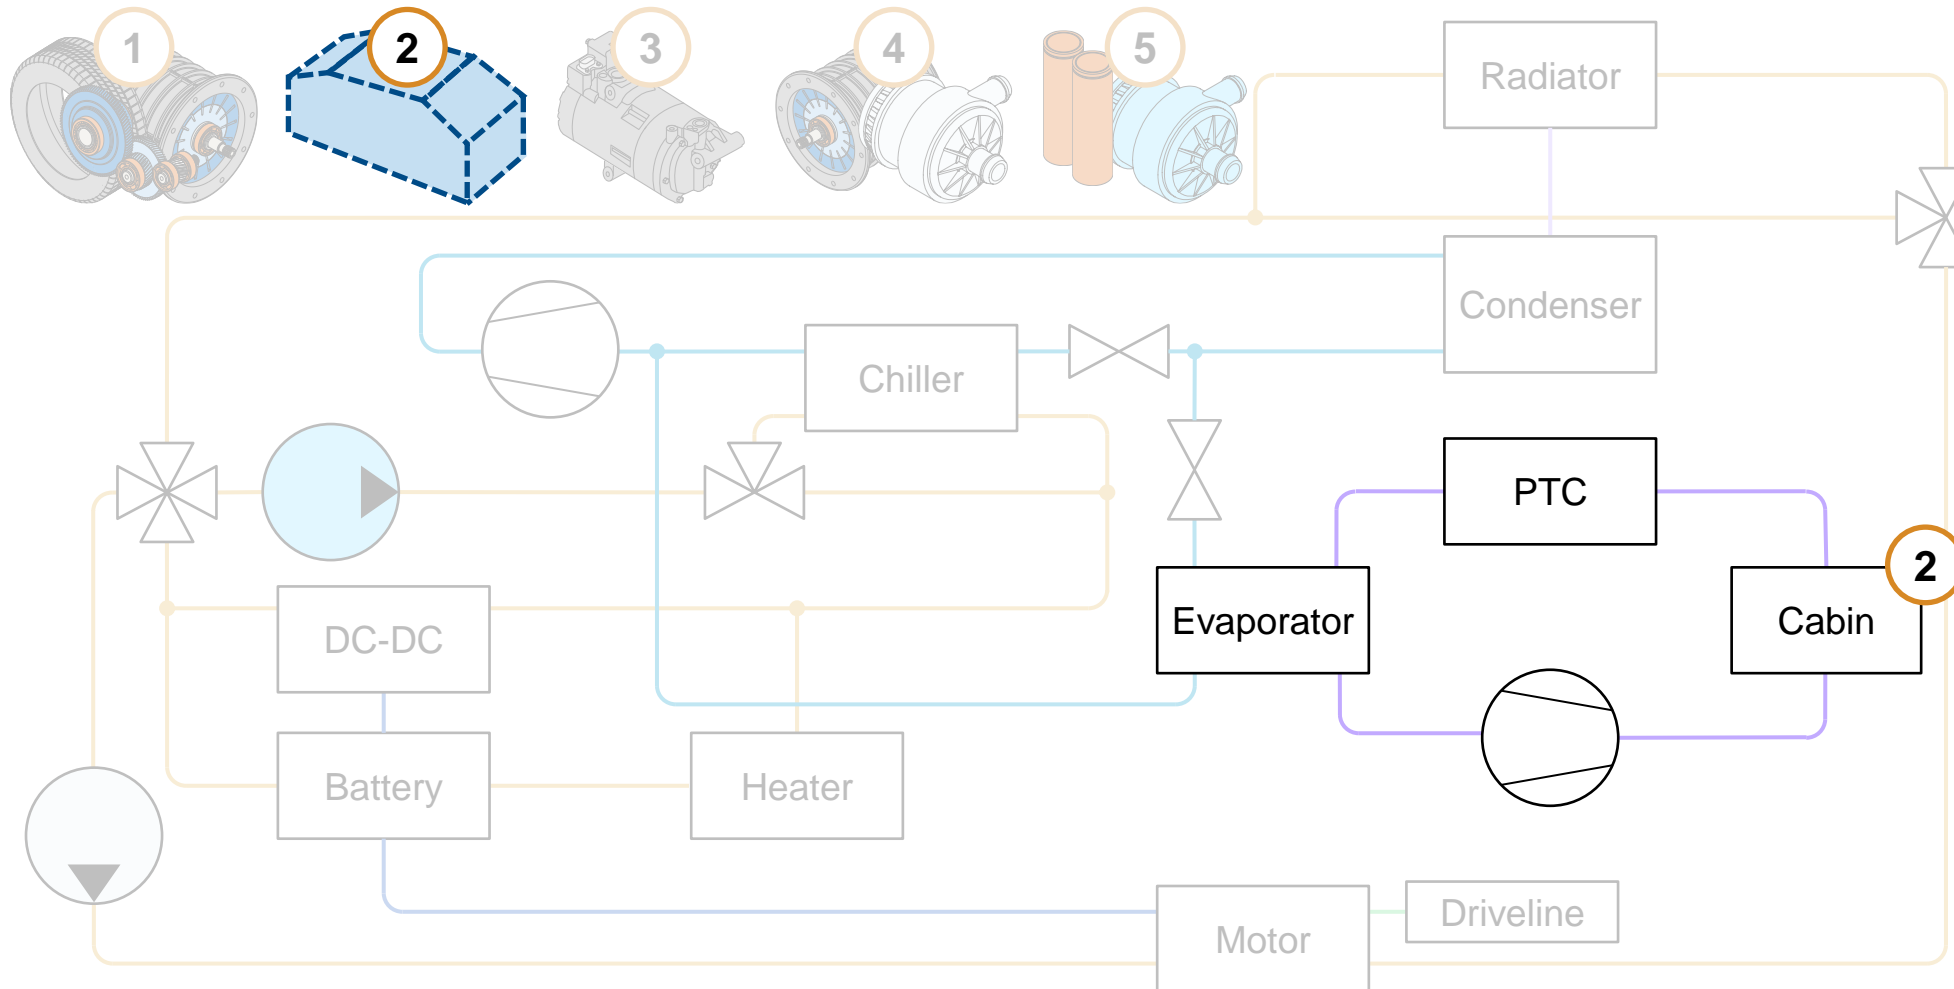 1
2
3
4
5
Radiator
Condenser
Chiller
PTC
2
Evaporator
Cabin
DC-DC
Battery
Heater
Driveline
Motor